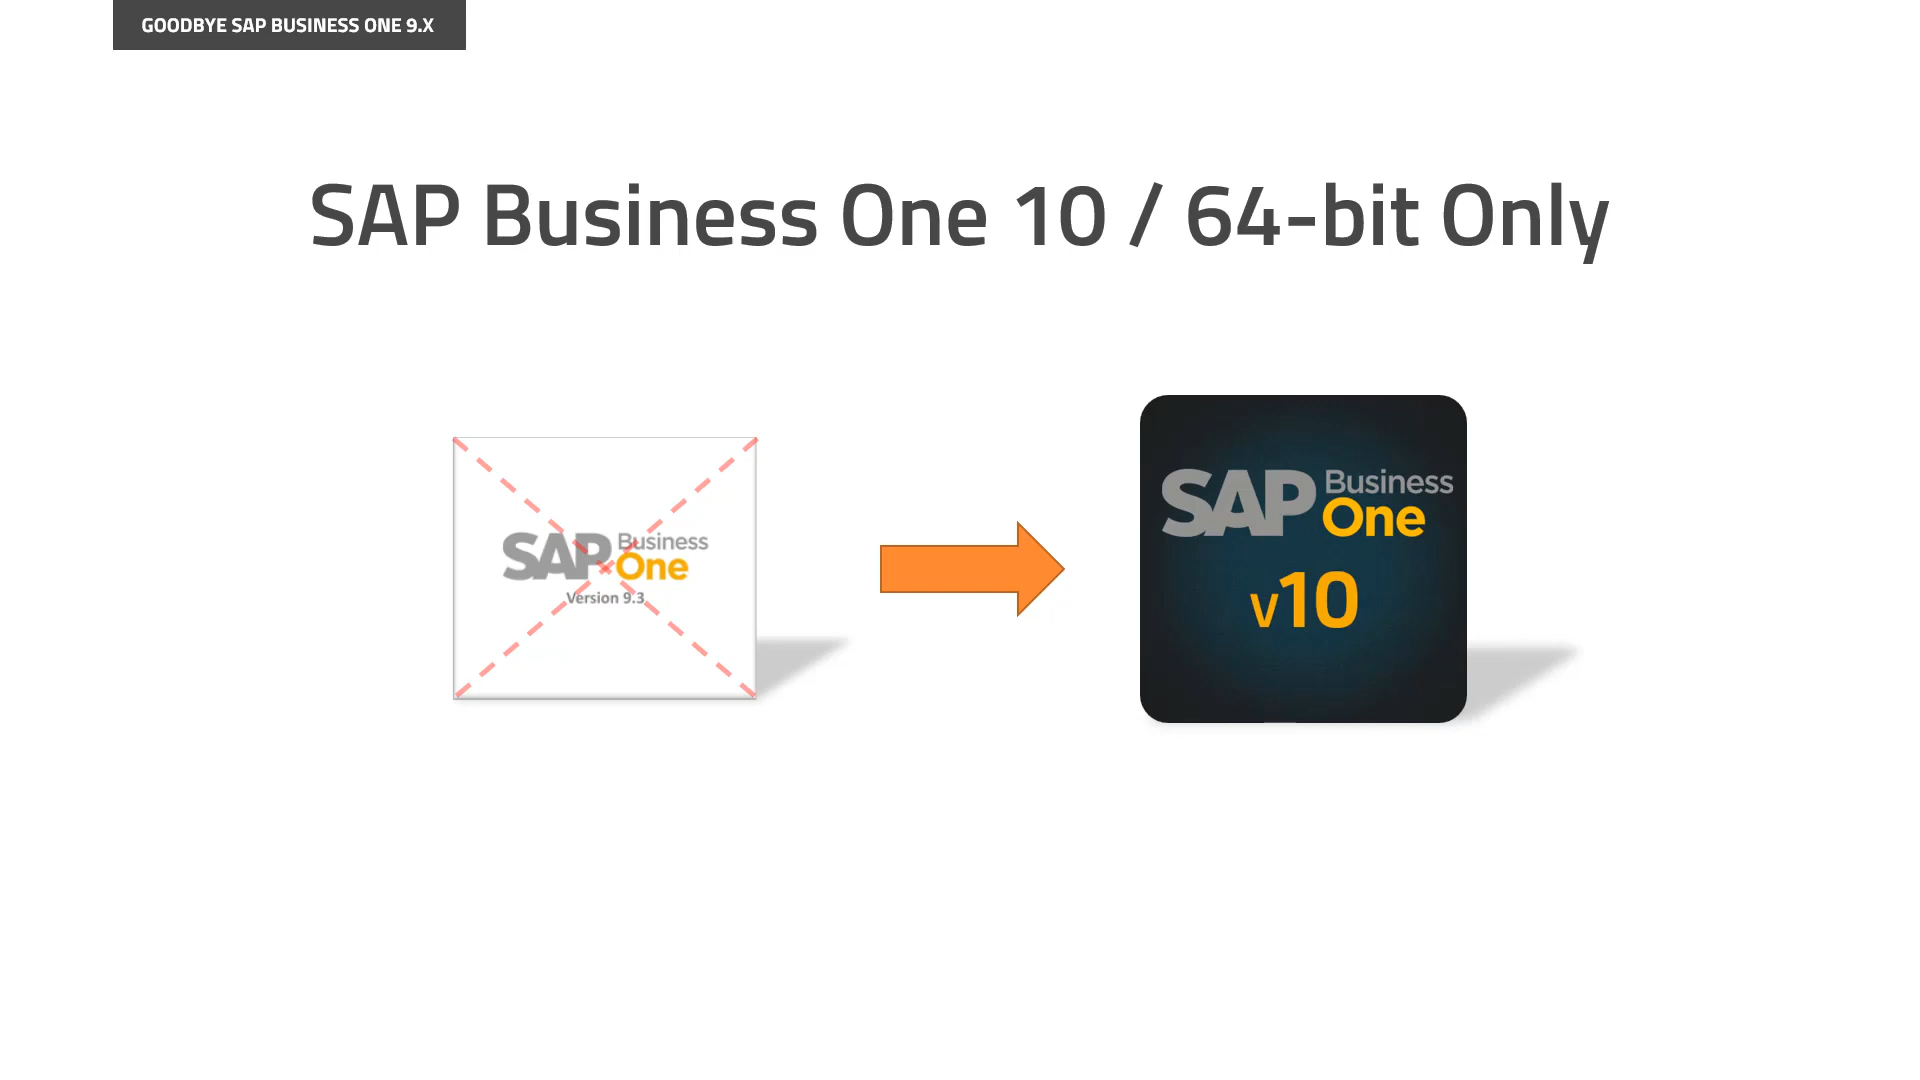 GOODBYE SAP BUSINESS ONE 9.X
SAP Business One 10 / 64-bit Only
SAP Business One
Version 9.3
SAP Business One
v10